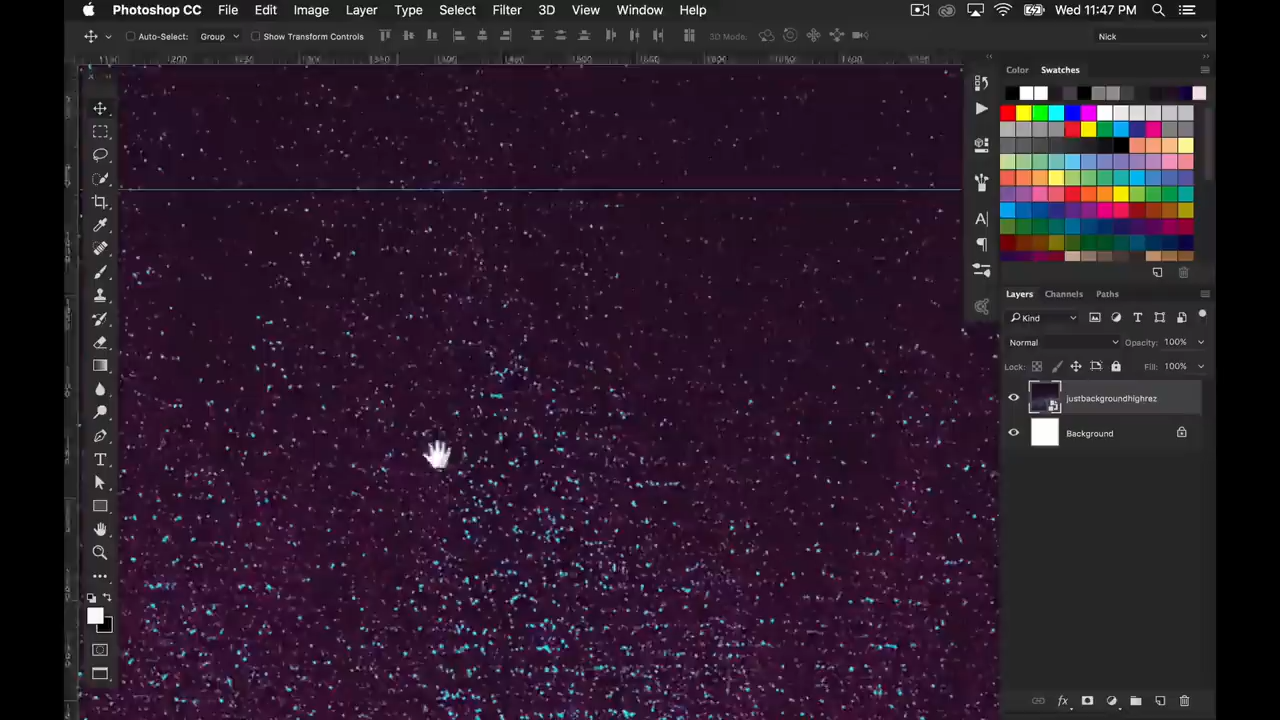 Photoshop CC File Edit Image Layer Type Select Filter 3D View Window Help Wed 11:47 PM
Auto-Select: Group Show Transform Controls 3D Mode: Nick
Color Swatches
Layers Channels Paths
Kind
Normal Opacity: 100%
Lock: Fill: 100%
justbackgroundhighrez
Background